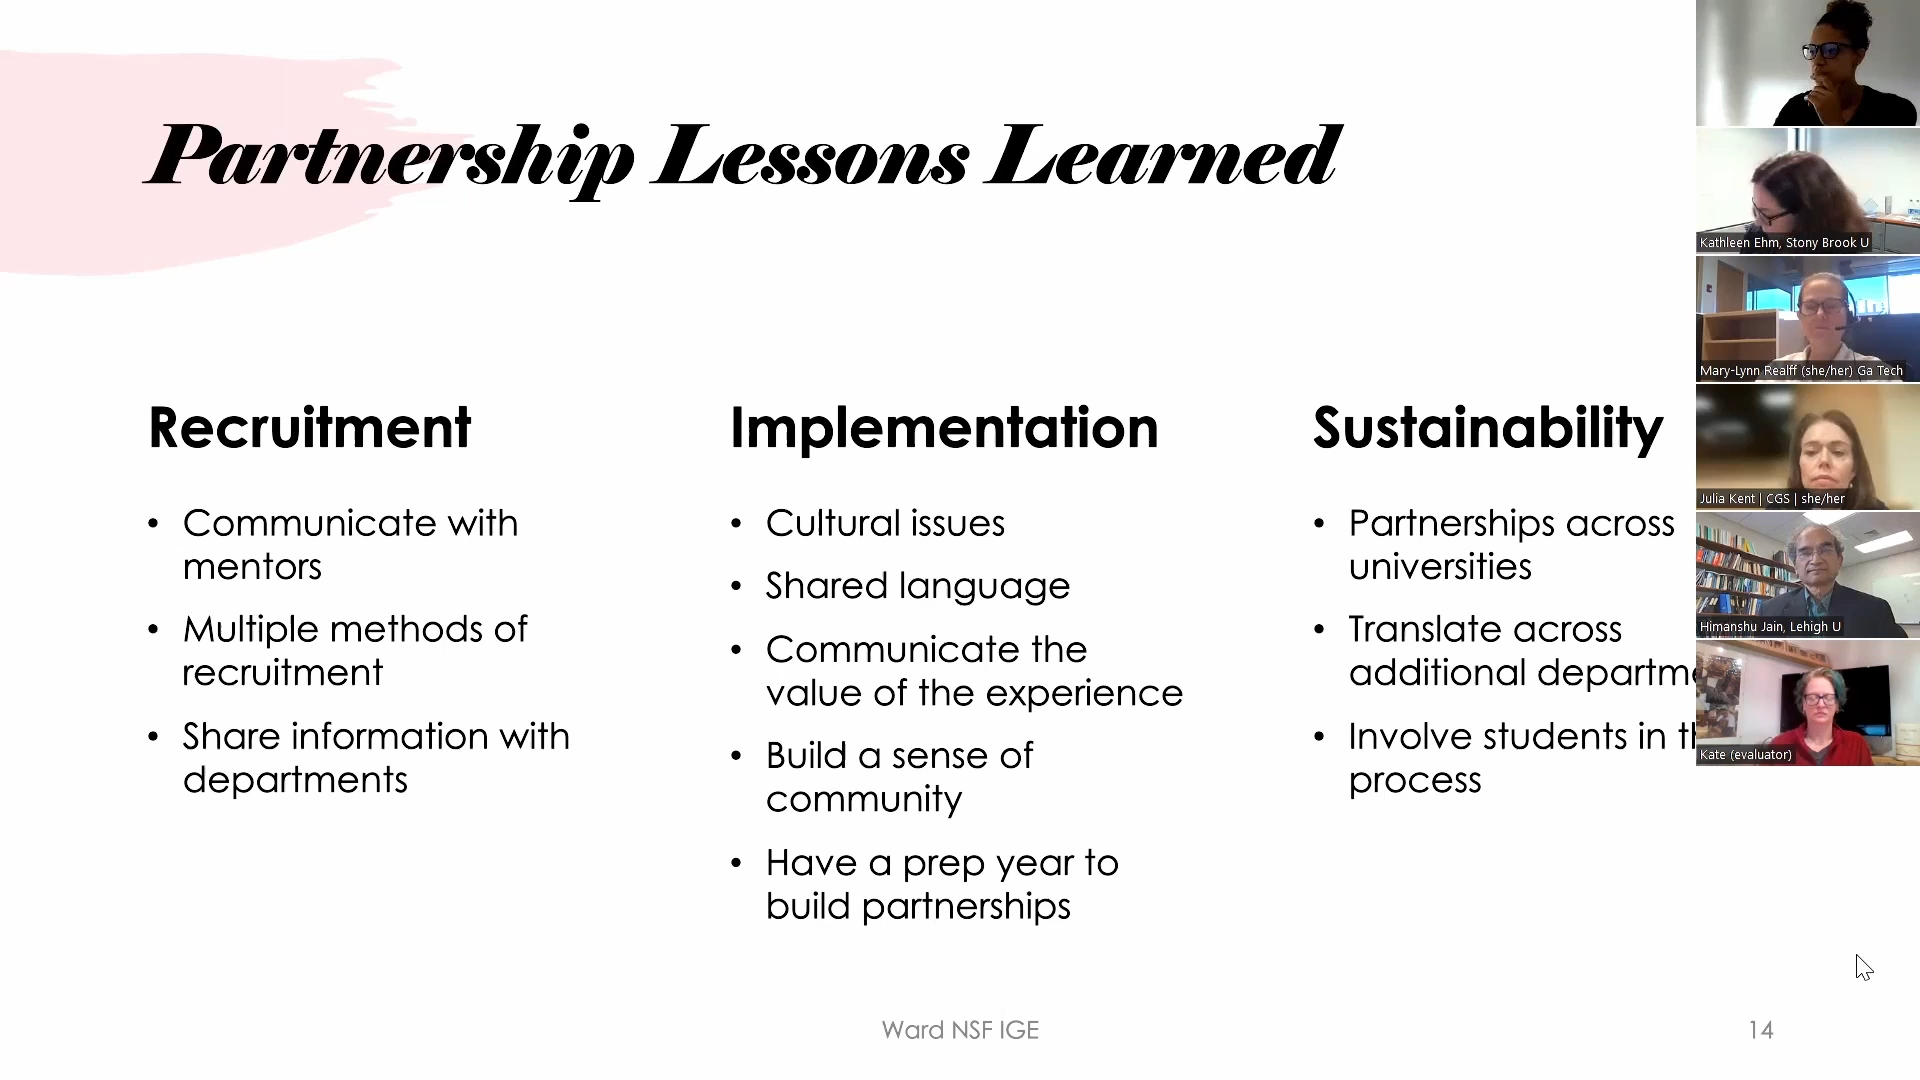 Partnership Lessons Learned
Recruitment
• Communicate with
mentors
• Multiple methods of
recruitment
• Share information with
departments
Implementation
• Cultural issues
• Shared language
• Communicate the
value of the experience
• Build a sense of
community
• Have a prep year to
build partnerships
Sustainability
• Partnerships across
universities
• Translate across
additional
• Involve students in
process
Ward NSF IGE
14
Kathleen Ehm, Stony Brook U
Mary-Lynn Realff (she/her) Ga Tech
Julia Kent | CGS | she/her
Himanshu Jain, Lehigh U
Kate (evaluator)